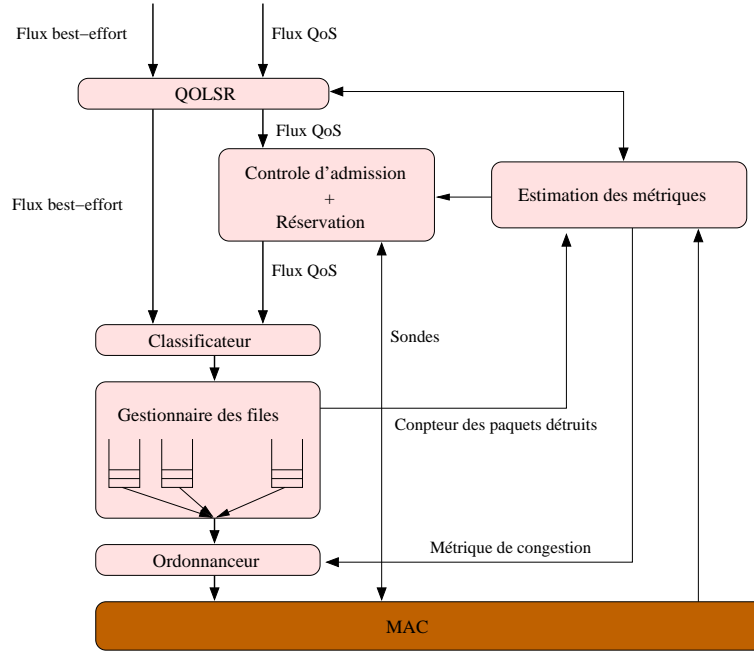 Flux best−effort
Flux QoS
QOLSR
Flux QoS
Controle d'admission
+
Réservation
Estimation des métriques
Flux best−effort
Flux QoS
Classificateur
Sondes
Gestionnaire des files
Conpteur des paquets détruits
Ordonnanceur
Métrique de congestion
MAC